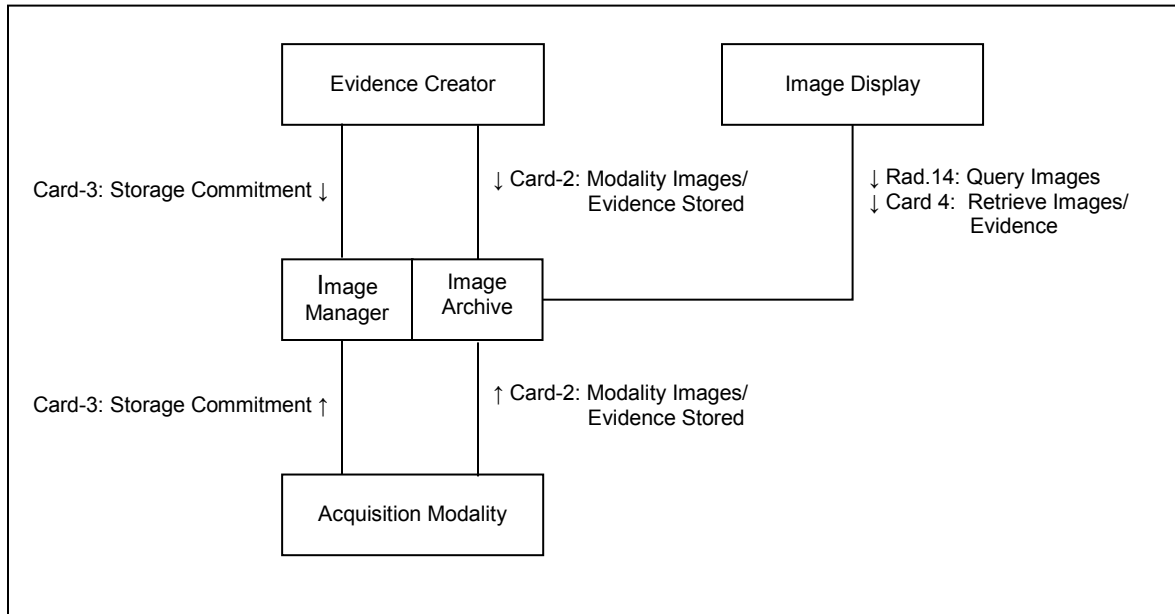 Evidence Creator
Image Display
Card-3: Storage Commitment ↓
↓ Card-2: Modality Images/
Evidence Stored
↓ Rad.14: Query Images
↓ Card 4: Retrieve Images/
Evidence
Image
Manager
Image
Archive
Card-3: Storage Commitment ↑
↑ Card-2: Modality Images/
Evidence Stored
Acquisition Modality